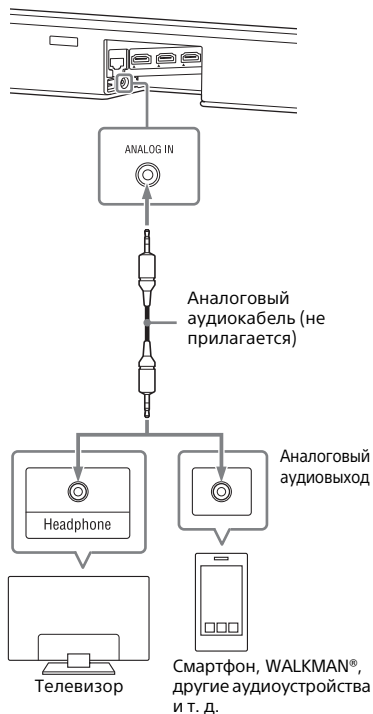 ANALOG IN
Аналоговый
аудиокабель (не
прилагается)
Аналоговый
аудиовыход
Headphone
Телевизор
Смартфон, WALKMAN®,
другие аудиоустройства
и т. д.